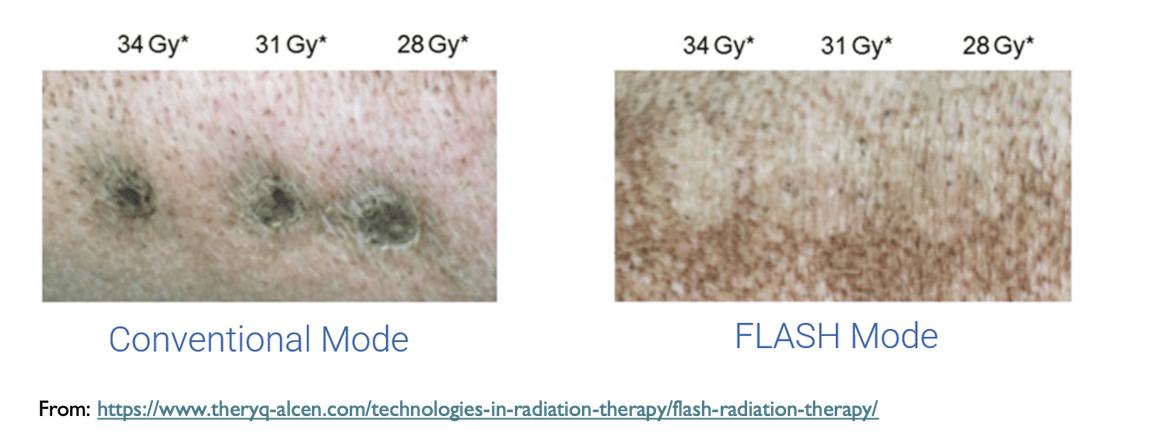 34 Gy* 31 Gy* 28 Gy* 34 Gy* 31 Gy* 28 Gy*
Conventional Mode FLASH Mode
From: https://www.theryq-alcen.com/technologies-in-radiation-therapy/flash-radiation-therapy/